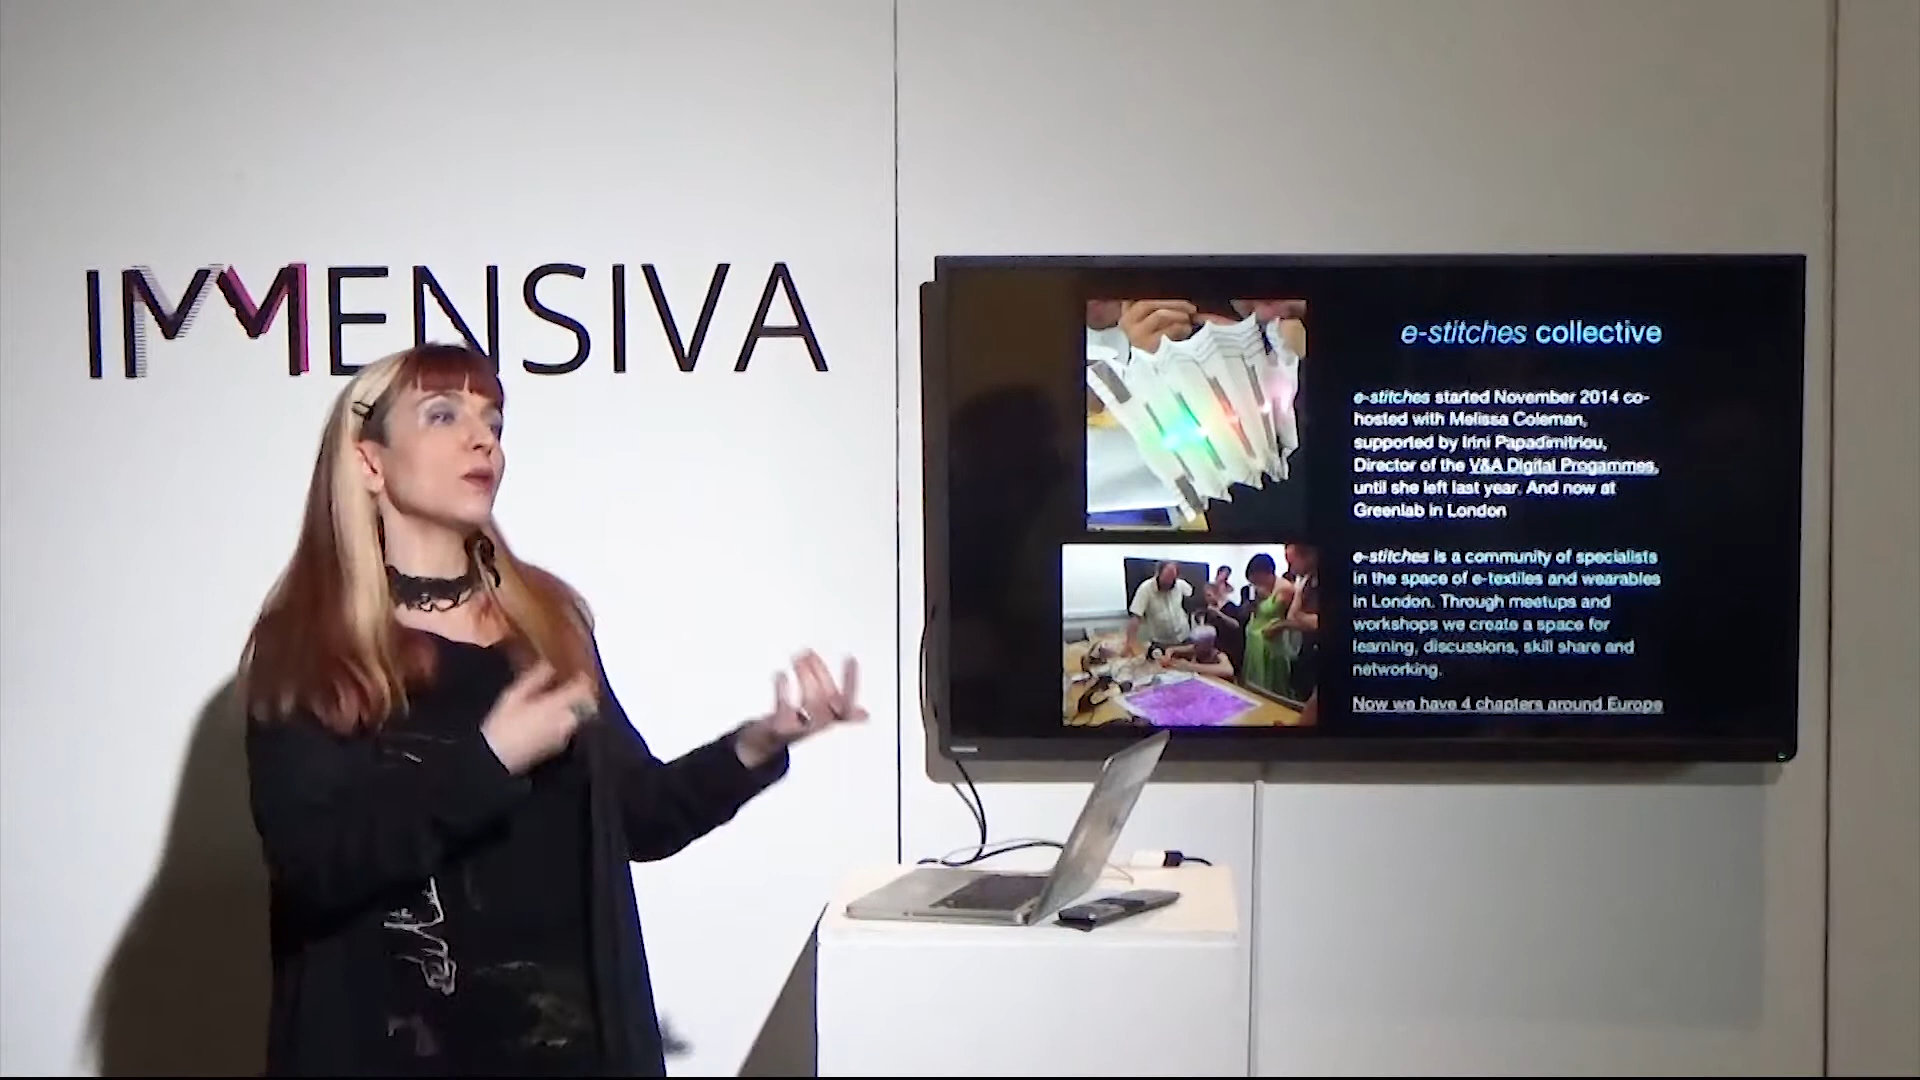 IMMENSIVA
e-stitches collective
e-stitches started November 2014 co-
hosted with Melissa Coleman,
supported by Irini Papadimitriou,
Director of the V&A Digital Progammes,
until she left last year. And now at
Greenlab in London
e-stitches is a community of specialists
in the space of e-textiles and wearables
in London. Through meetups and
workshops we create a space for
learning, discussions, skill share and
networking.
Now we have 4 chapters around Europe